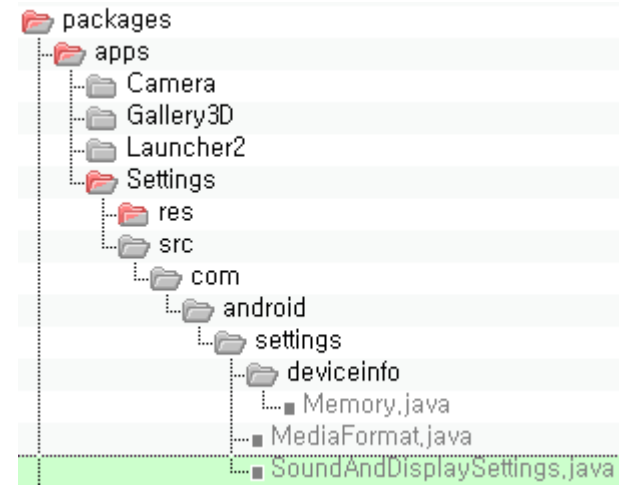 packages
apps
Camera
Gallery3D
Launcher2
Settings
res
src
com
android
settings
deviceinfo
Memory.java
MediaFormat.java
SoundAndDisplaySettings.java